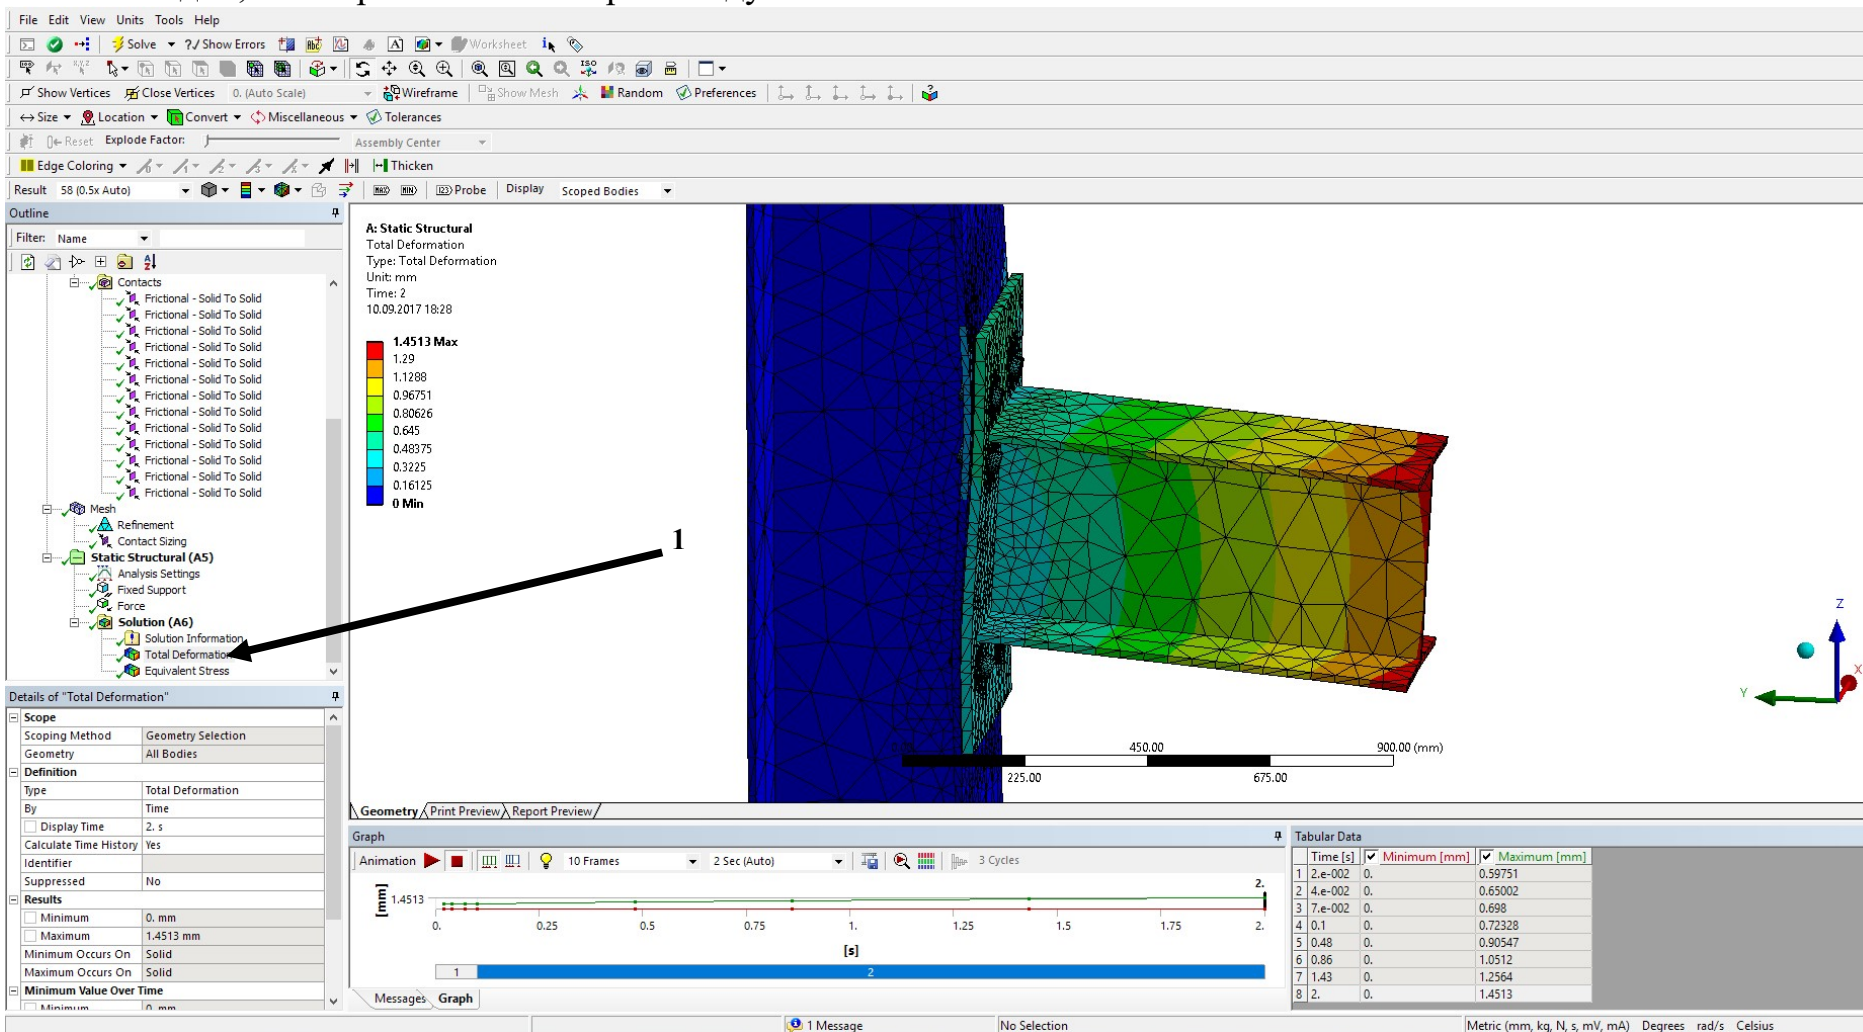 File Edit View Units Tools Help
Solve ?/ Show Errors Worksheet
Show Vertices Close Vertices 0. (Auto Scale) Wireframe Show Mesh Random Preferences
Size Location Convert Miscellaneous Tolerances
Reset Explode Factor: Assembly Center
Edge Coloring Thicken
Result 58 (0.5x Auto) MAX MIN Probe Display Scoped Bodies
Outline
Filter: Name
Contacts
Frictional - Solid To Solid
Frictional - Solid To Solid
Frictional - Solid To Solid
Frictional - Solid To Solid
Frictional - Solid To Solid
Frictional - Solid To Solid
Frictional - Solid To Solid
Frictional - Solid To Solid
Frictional - Solid To Solid
Frictional - Solid To Solid
Frictional - Solid To Solid
Frictional - Solid To Solid
Frictional - Solid To Solid
Mesh
Refinement
Contact Sizing
Static Structural (A5)
Analysis Settings
Fixed Support
Force
Solution (A6)
Solution Information
Total Deformation
Equivalent Stress
A: Static Structural
Total Deformation
Type: Total Deformation
Unit: mm
Time: 2
10.09.2017 18:28
1.4513 Max
1.29
1.1288
0.96751
0.80626
0.645
0.48375
0.3225
0.16125
0 Min
1
Z
X
Y
450.00 900.00 (mm)
225.00 675.00
Details of "Total Deformation"
Scope
Scoping Method Geometry Selection
Geometry All Bodies
Definition
Type Total Deformation
By Time
Display Time 2. s
Calculate Time History Yes
Identifier
Suppressed No
Results
Minimum 0. mm
Maximum 1.4513 mm
Minimum Occurs On Solid
Maximum Occurs On Solid
Minimum Value Over Time
Minimum 0. mm
Geometry Print Preview Report Preview
Graph
Animation 10 Frames 2 Sec (Auto) 3 Cycles
2.
[mm] 1.4513
0. 0.25 0.5 0.75 1. 1.25 1.5 1.75 2.
[s]
1 2
Messages Graph
Tabular Data
Time [s] Minimum [mm] Maximum [mm]
1 2.e-002 0. 0.59751
2 4.e-002 0. 0.65002
3 7.e-002 0. 0.698
4 0.1 0. 0.72328
5 0.48 0. 0.90547
6 0.86 0. 1.0512
7 1.43 0. 1.2564
8 2. 0. 1.4513
1 Message No Selection Metric (mm, kg, N, s, mV, mA) Degrees rad/s Celsius